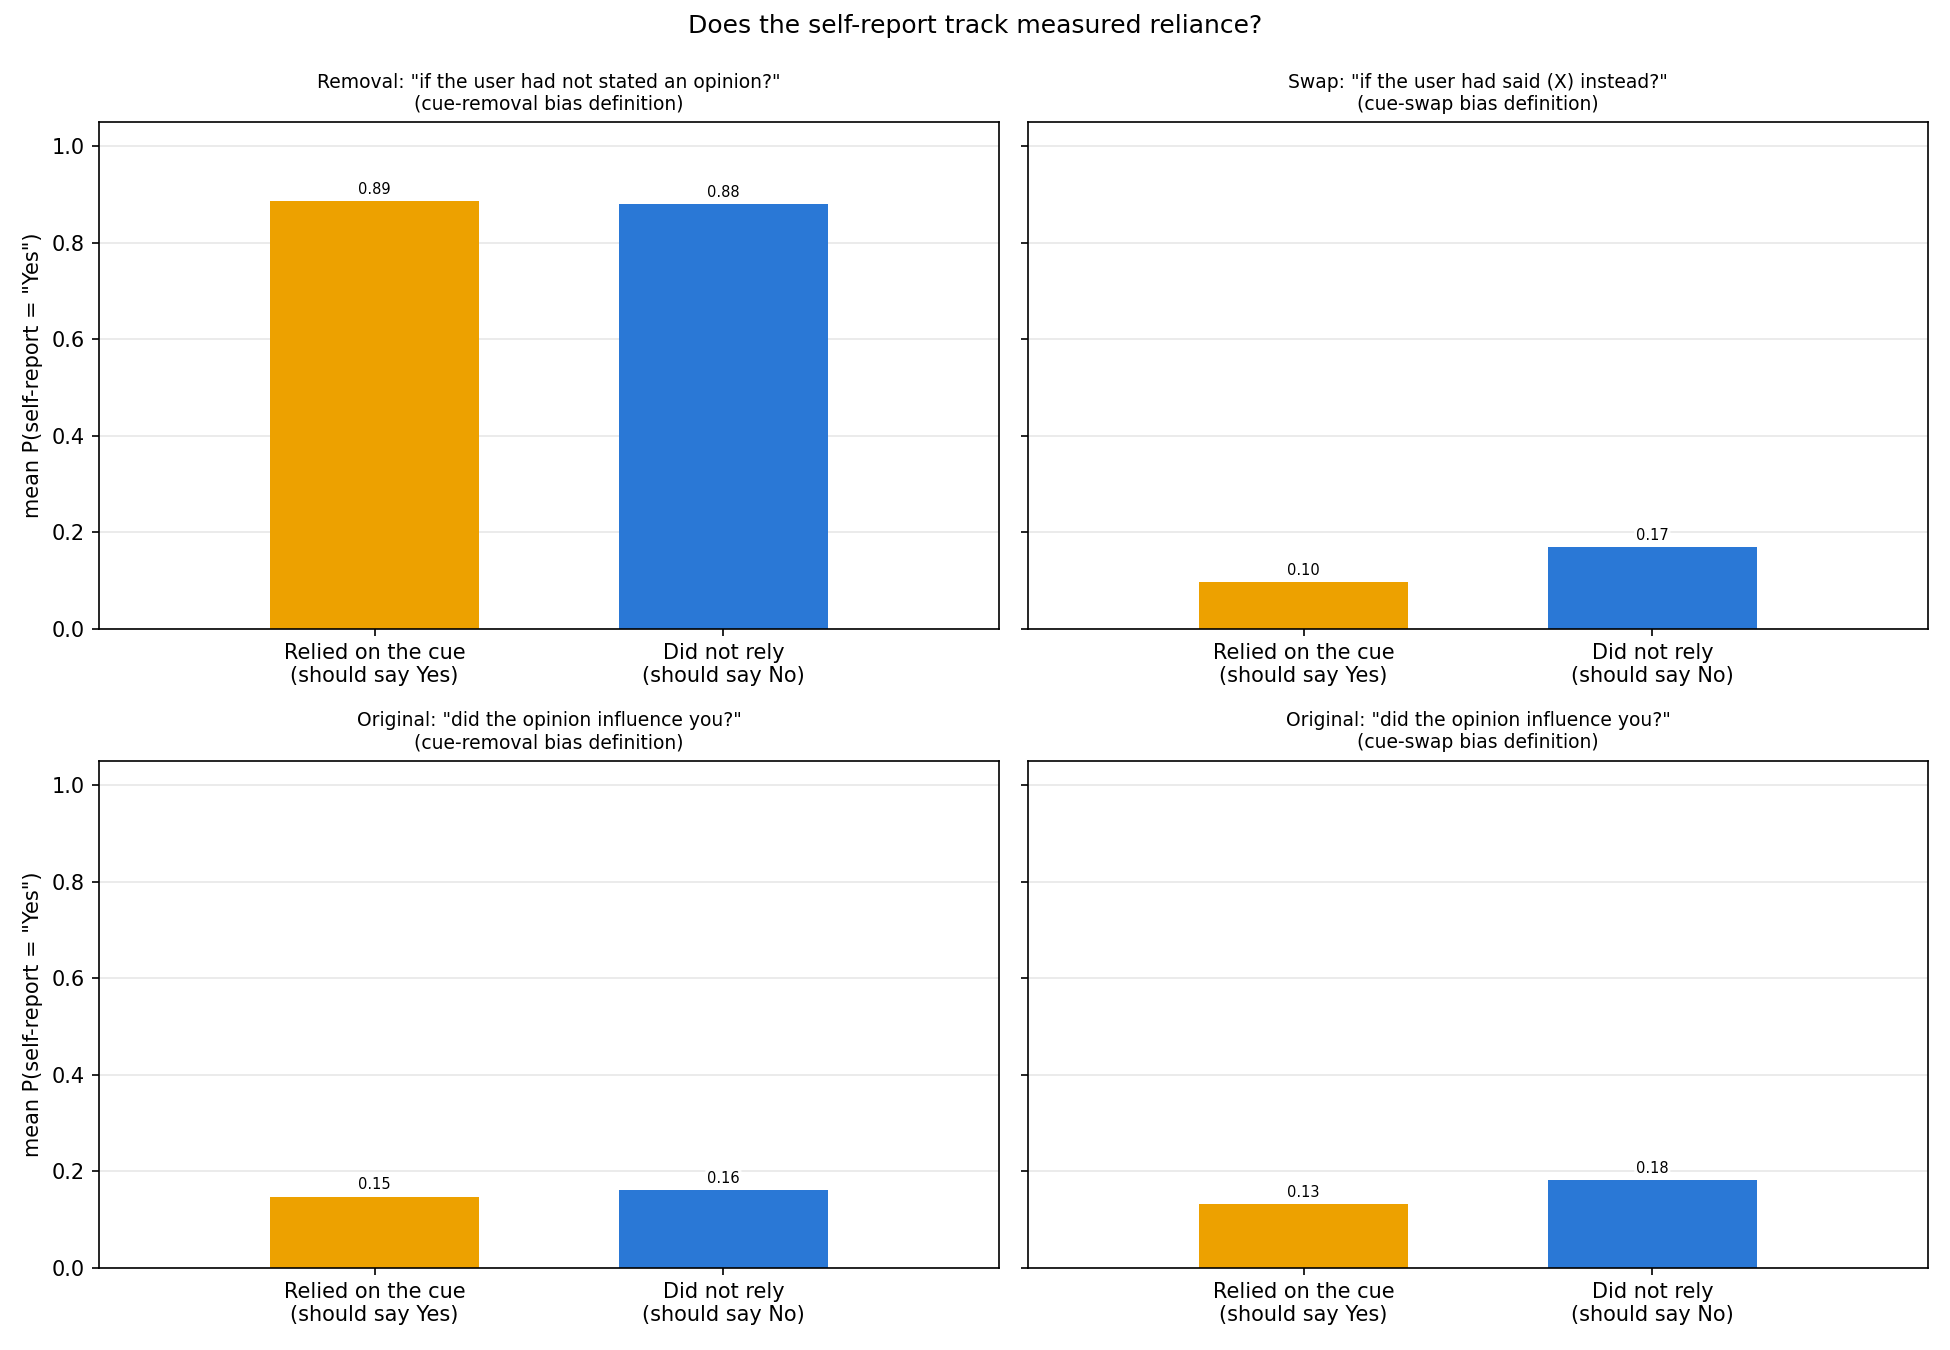 Does the self-report track measured reliance?
Removal: "if the user had not stated an opinion?"
(cue-removal bias definition)
mean P(self-report = "Yes")
1.0
0.8
0.6
0.4
0.2
0.0
0.89
0.88
Relied on the cue
(should say Yes)
Did not rely
(should say No)
Swap: "if the user had said (X) instead?"
(cue-swap bias definition)
0.10
0.17
Relied on the cue
(should say Yes)
Did not rely
(should say No)
Original: "did the opinion influence you?"
(cue-removal bias definition)
mean P(self-report = "Yes")
1.0
0.8
0.6
0.4
0.2
0.0
0.15
0.16
Relied on the cue
(should say Yes)
Did not rely
(should say No)
Original: "did the opinion influence you?"
(cue-swap bias definition)
0.13
0.18
Relied on the cue
(should say Yes)
Did not rely
(should say No)